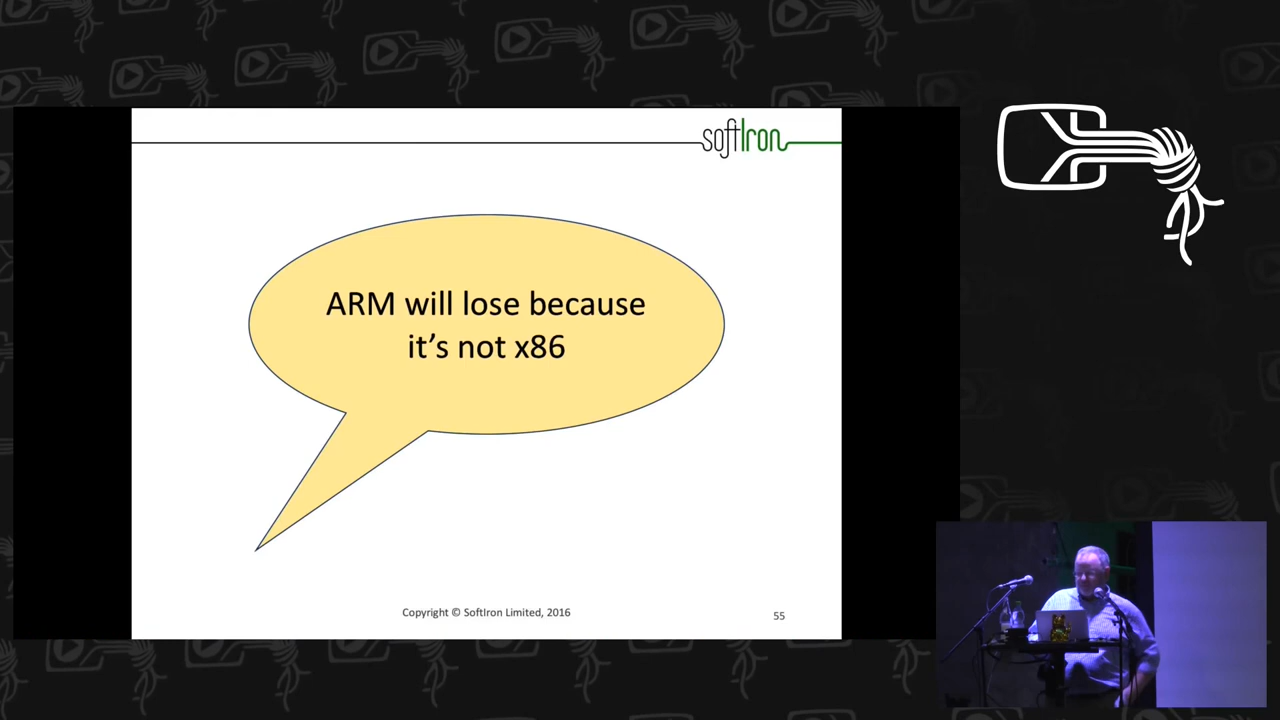 softIron
ARM will lose because
it's not x86
Copyright © SoftIron Limited, 2016
55